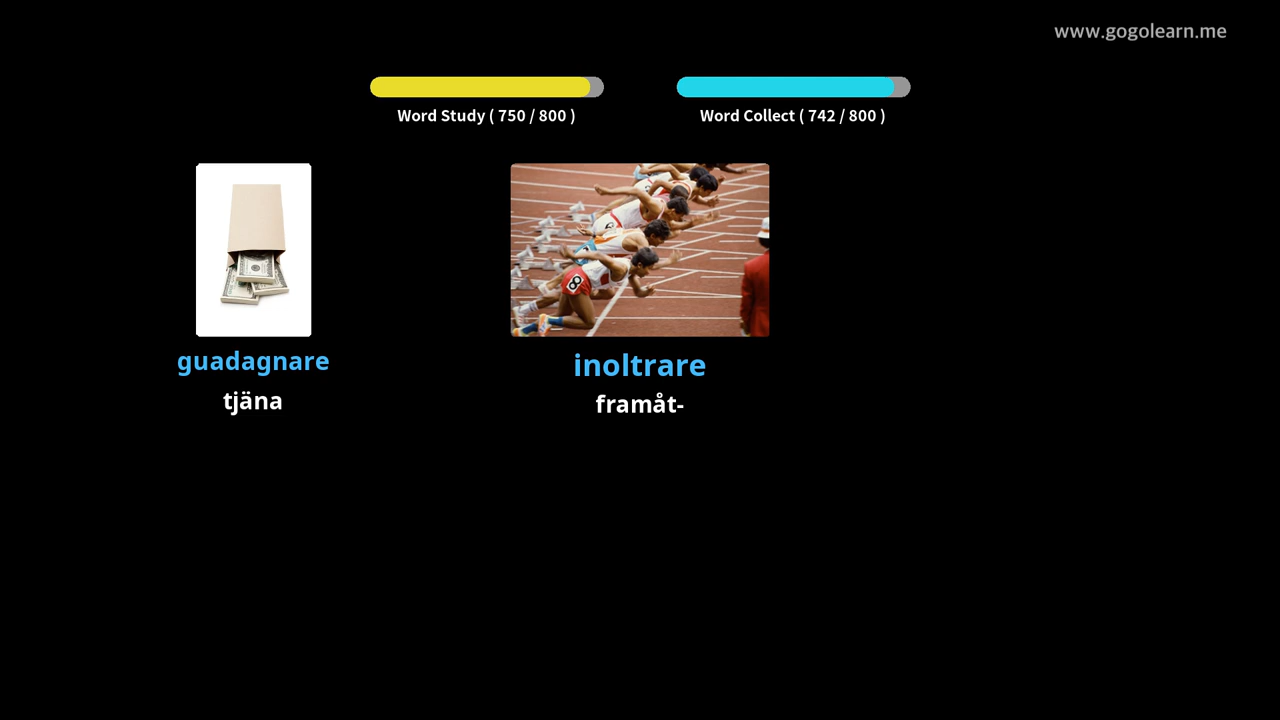 www.gogolearn.me
Word Study ( 750 / 800 )
Word Collect ( 742 / 800 )
guadagnare
tjäna
inoltrare
framåt-